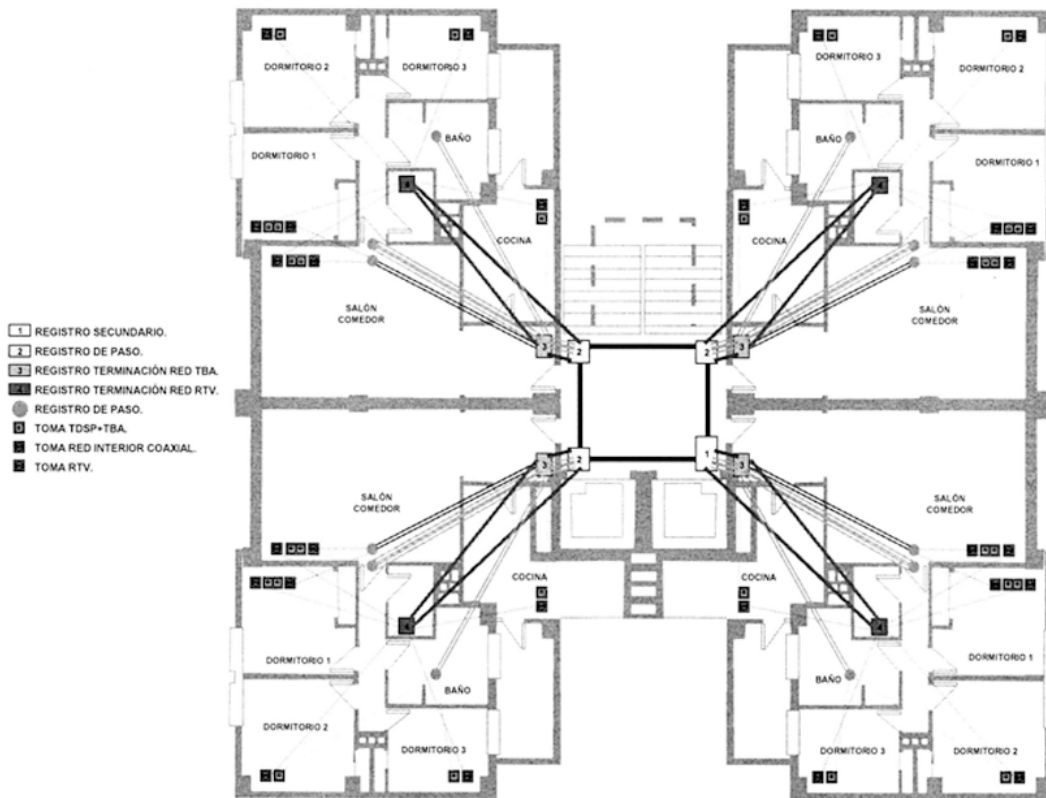 DORMITORIO 2
DORMITORIO 3
DORMITORIO 3
DORMITORIO 2
BAÑO
BAÑO
DORMITORIO 1
DORMITORIO 1
4
4
COCINA
COCINA
SALÓN
COMEDOR
SALÓN
COMEDOR
1 REGISTRO SECUNDARIO.
2 REGISTRO DE PASO.
3 REGISTRO TERMINACIÓN RED TBA.
4 REGISTRO TERMINACIÓN RED RTV.
REGISTRO DE PASO.
TOMA TDSP+TBA.
TOMA RED INTERIOR COAXIAL.
TOMA RTV.
3
2
2
3
3
2
1
3
SALÓN
COMEDOR
SALÓN
COMEDOR
COCINA
COCINA
4
4
DORMITORIO 1
DORMITORIO 1
BAÑO
BAÑO
DORMITORIO 2
DORMITORIO 3
DORMITORIO 3
DORMITORIO 2